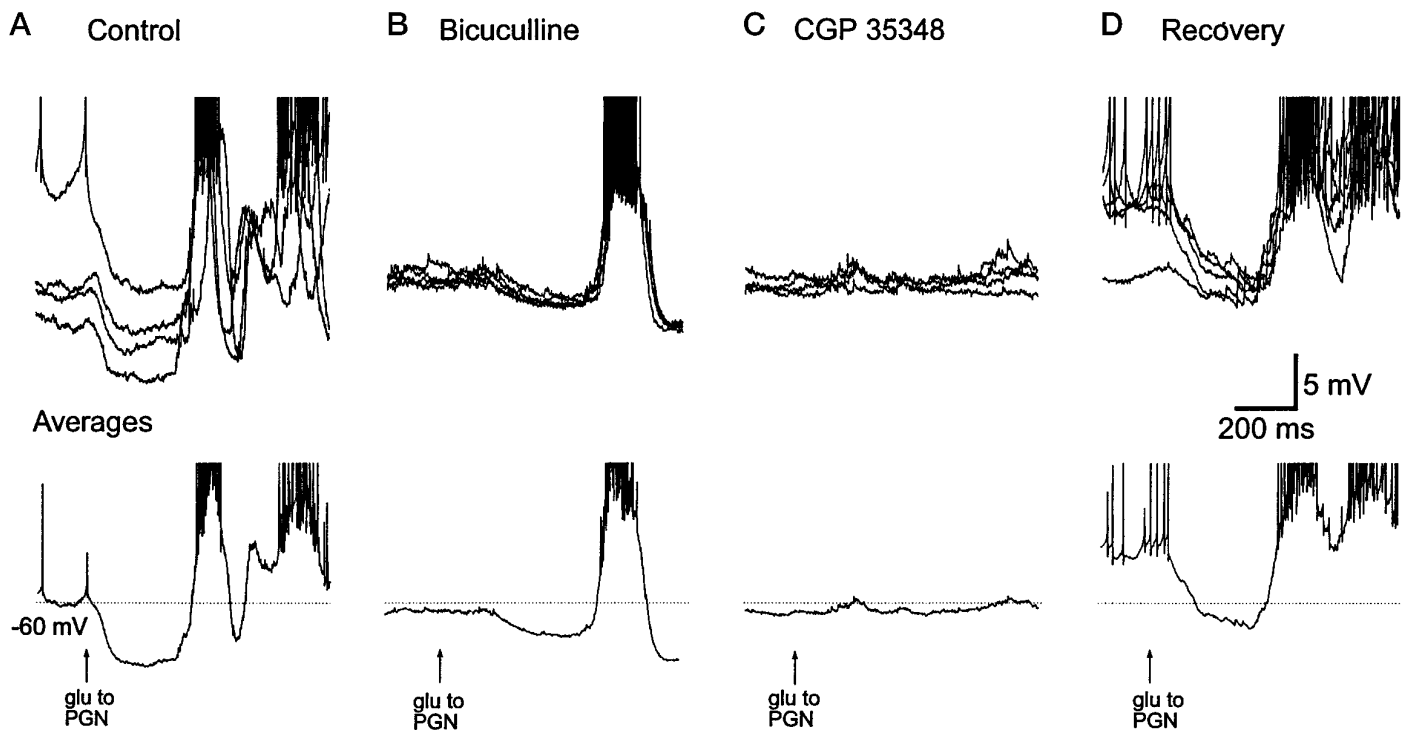 A Control
B Bicuculline
C CGP 35348
D Recovery
5 mV
200 ms
Averages
-60 mV
glu to
PGN
glu to
PGN
glu to
PGN
glu to
PGN